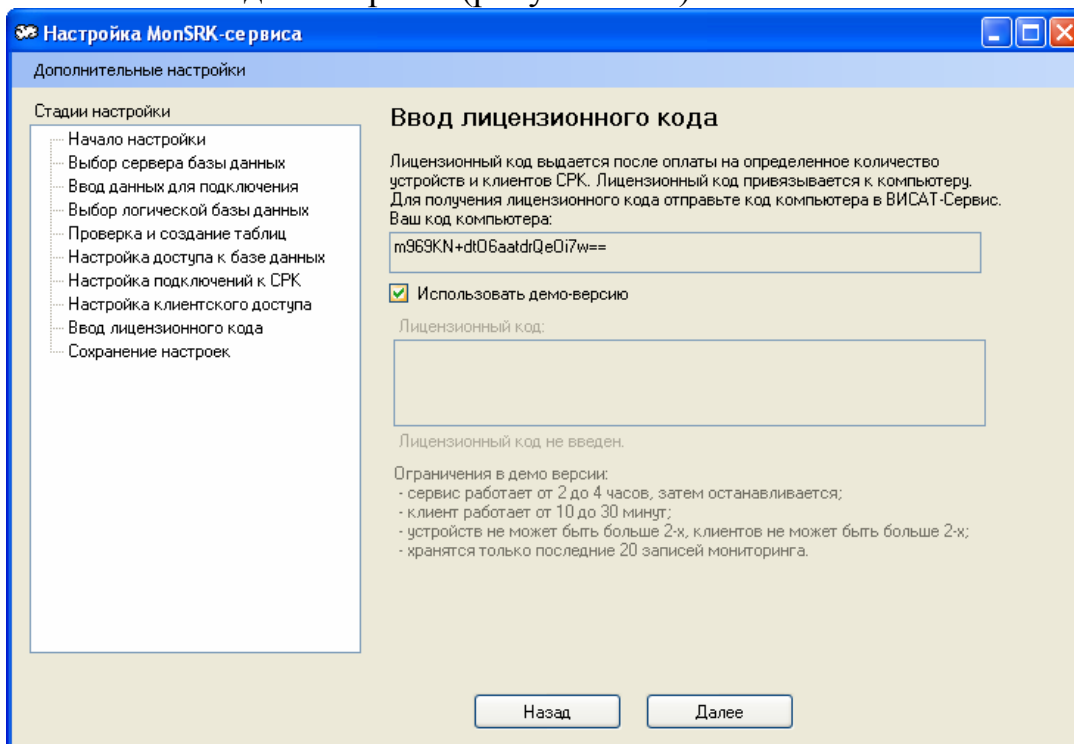 Настройка MonSRK-сервиса
Дополнительные настройки
Стадии настройки
Начало настройки
Выбор сервера базы данных
Ввод данных для подключения
Выбор логической базы данных
Проверка и создание таблиц
Настройка доступа к базе данных
Настройка подключений к СРК
Настройка клиентского доступа
Ввод лицензионного кода
Сохранение настроек
Ввод лицензионного кода
Лицензионный код выдается после оплаты на определенное количество
устройств и клиентов СРК. Лицензионный код привязывается к компьютеру.
Для получения лицензионного кода отправьте код компьютера в ВИСАТ-Сервис.
Ваш код компьютера:
m969KN+dtO6aatdrQeOi7w==
Использовать демо-версию
Лицензионный код:
Лицензионный код не введен.
Ограничения в демо версии:
- сервис работает от 2 до 4 часов, затем останавливается;
- клиент работает от 10 до 30 минут;
- устройств не может быть больше 2-х, клиентов не может быть больше 2-х;
- хранятся только последние 20 записей мониторинга.
Назад
Далее